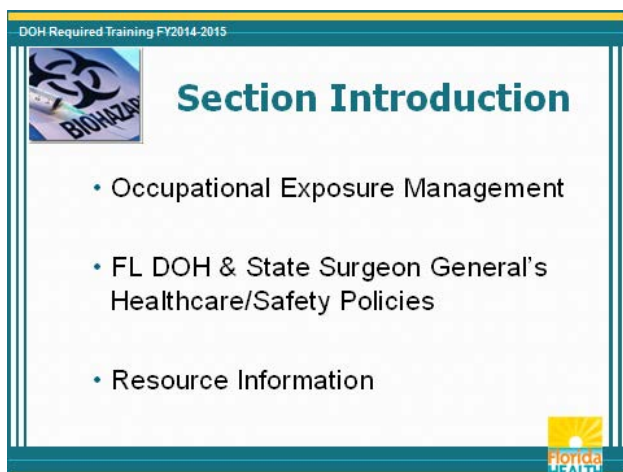 DOH Required Training FY2014-2015
BIOHAZAR
Section Introduction
• Occupational Exposure Management
• FL DOH & State Surgeon General's
Healthcare/Safety Policies
• Resource Information
Florida
HEALTH